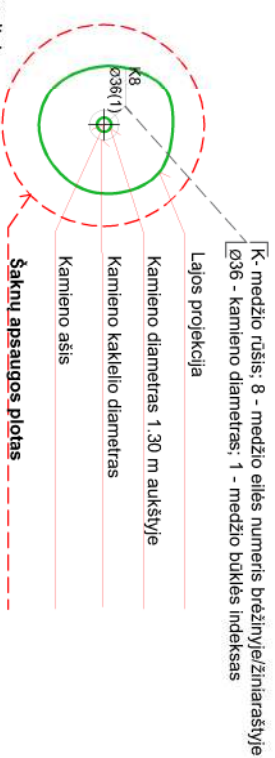 K- medžio rūšis; 8 - medžio eilės numeris brėžinyje/žiniaraštyje
Ø36 - kamieno diametras; 1 - medžio būklės indeksas
K8
Ø36(1)
Lajos projekcija
Kamieno diametras 1.30 m aukštyje
Kamieno kaklelio diametras
Kamieno ašis
Šaknų apsaugos plotas